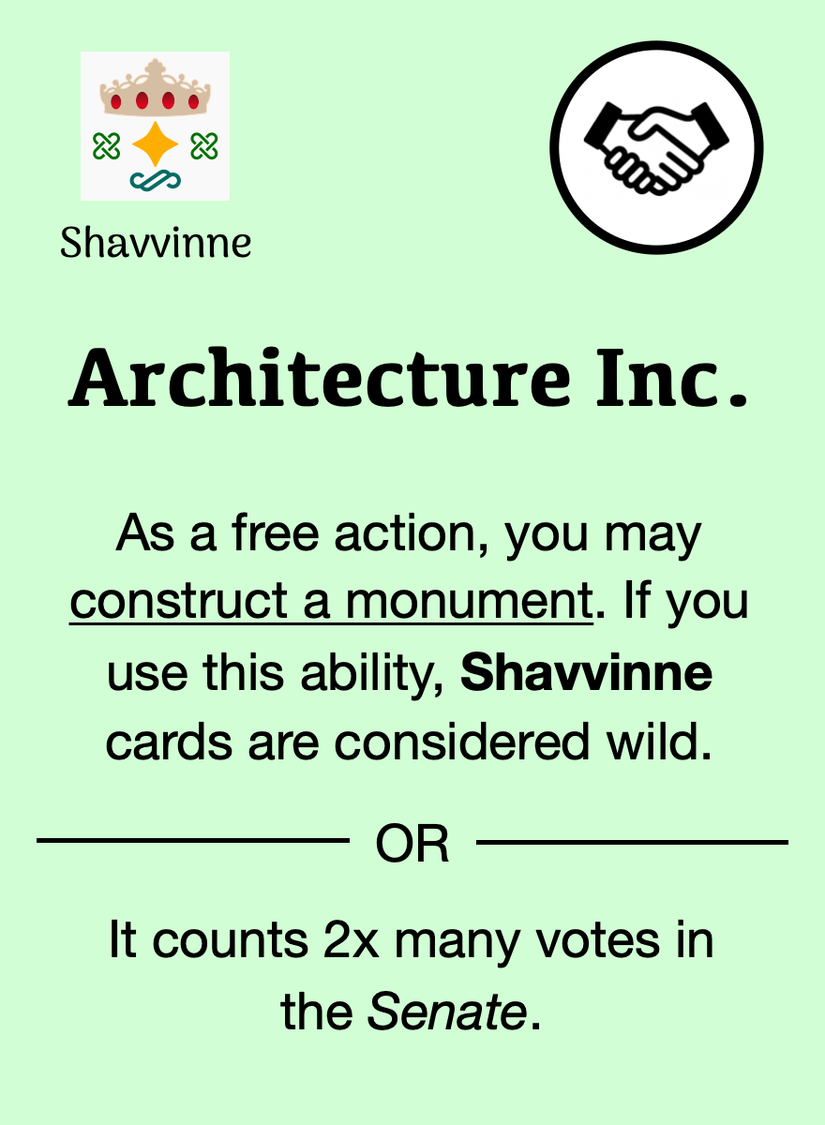 Shavvinne
Architecture Inc.
As a free action, you may
construct a monument. If you
use this ability, Shavvinne
cards are considered wild.
OR
It counts 2x many votes in
the Senate.